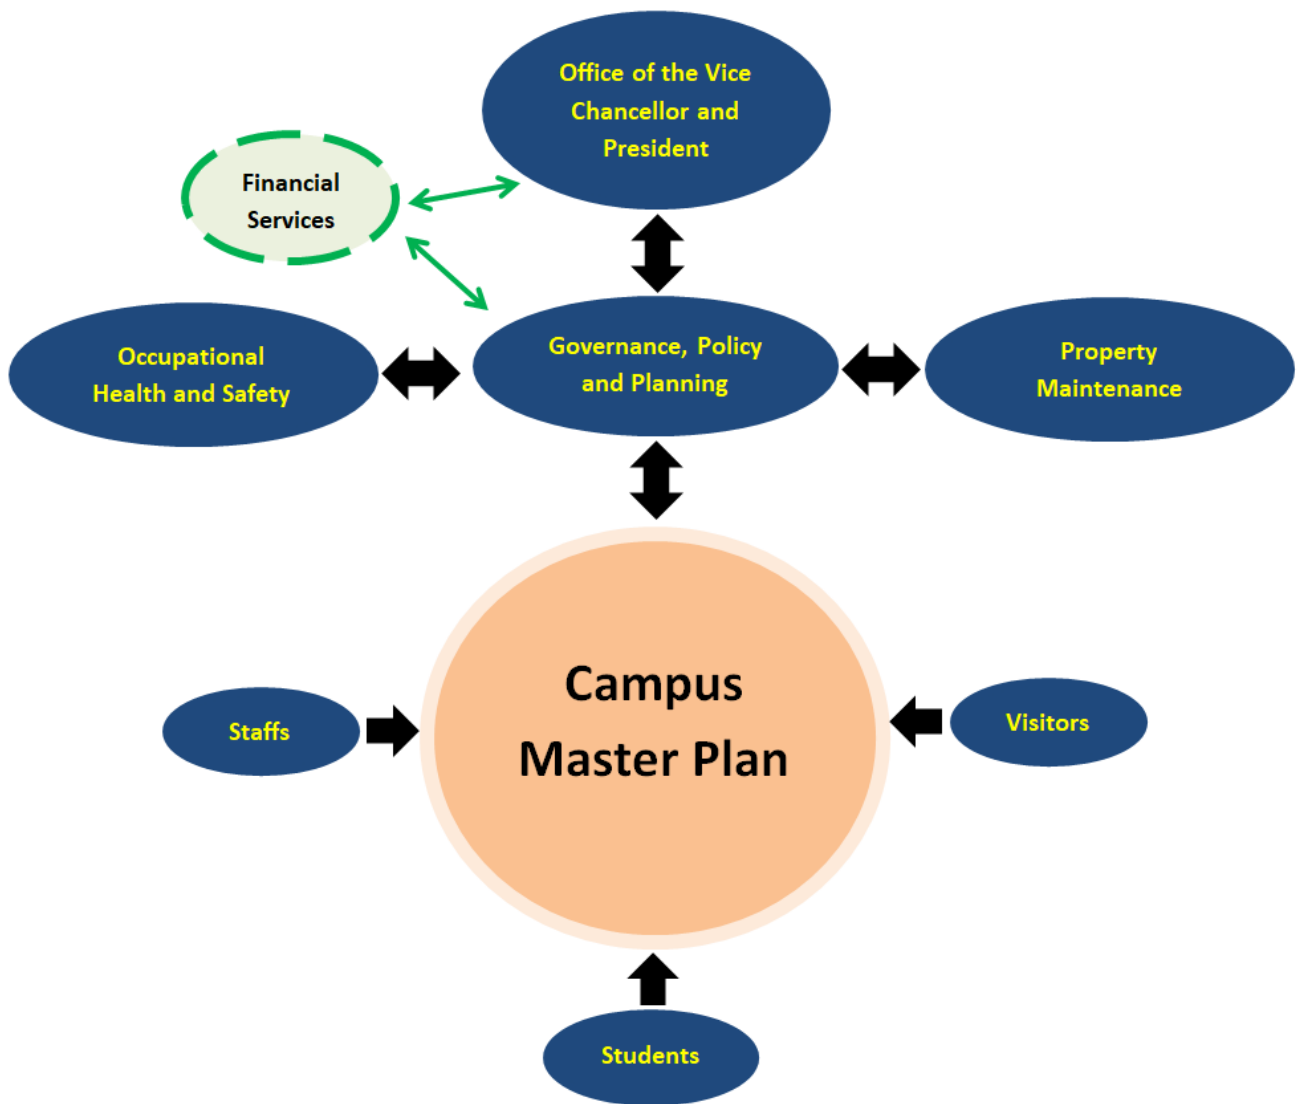 Office of the Vice
Chancellor and
President
Financial
Services
Occupational
Health and Safety
Governance, Policy
and Planning
Property
Maintenance
Campus
Master Plan
Staffs
Visitors
Students